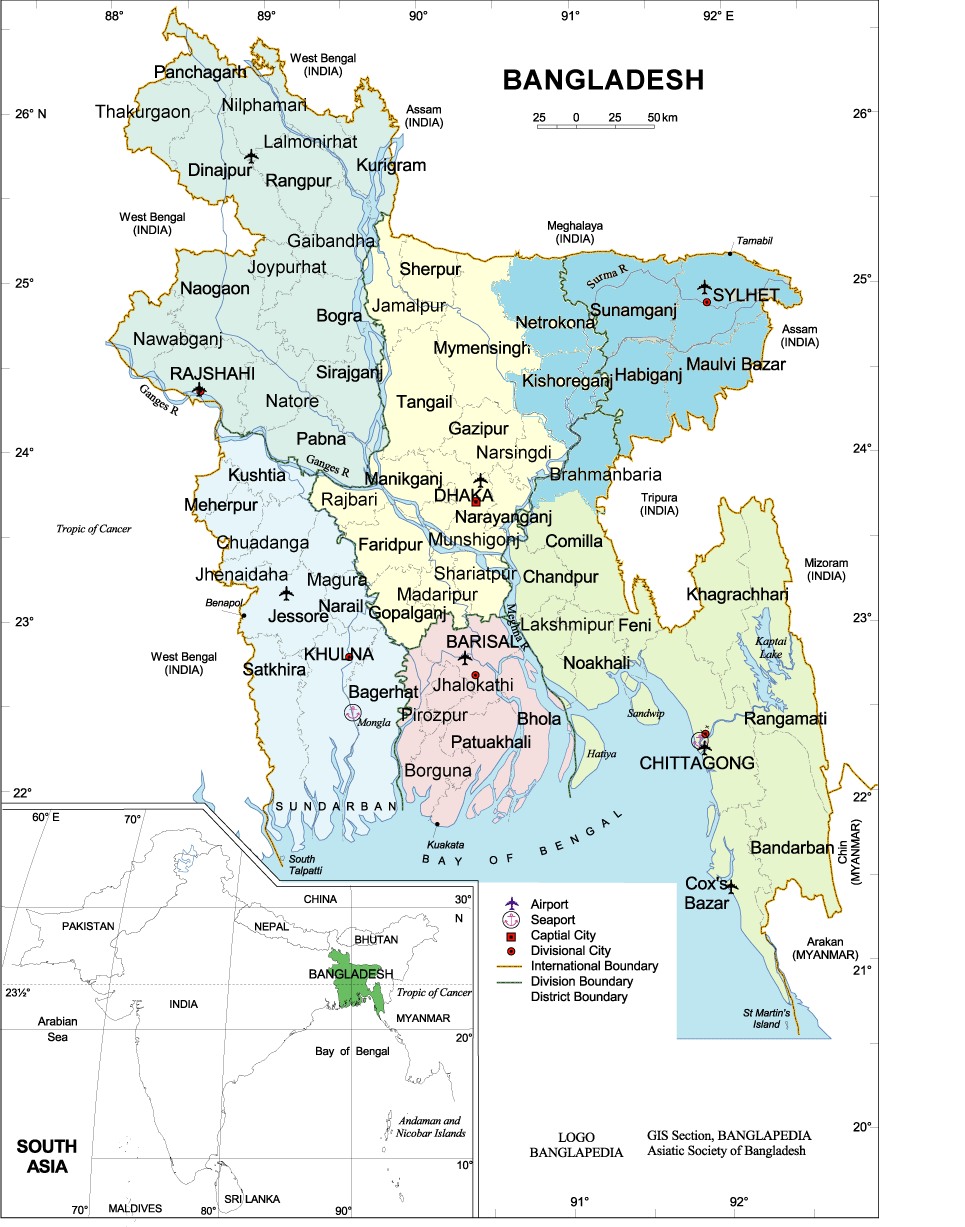 88°
89°
90°
91°
92° E
BANGLADESH
25 0 25 50 km
West Bengal
(INDIA)
Panchagarh
Nilphamari
Thakurgaon
26° N
Assam
(INDIA)
26°
Lalmonirhat
Dinajpur
Kurigram
Rangpur
West Bengal
(INDIA)
Meghalaya
(INDIA)
Tamabil
Gaibandha
Joypurhat
Sherpur
25°
Surma R
25°
Naogaon
SYLHET
Jamalpur
Bogra
Sunamganj
Netrokona
Assam
(INDIA)
Nawabganj
Mymensingh
Maulvi Bazar
RAJSHAHI
Sirajganj
Kishoreganj
Habiganj
Ganges R
Natore
Tangail
Gazipur
Pabna
24°
Narsingdi
24°
Ganges R
Kushtia
Manikganj
Brahmanbaria
Meherpur
Rajbari
DHAKA
Tripura
(INDIA)
Narayanganj
Tropic of Cancer
Chuadanga
Faridpur
Munshigonj
Comilla
Mizoram
(INDIA)
Jhenaidaha
Magura
Shariatpur
Chandpur
Benapol
Narail
Madaripur
Khagrachhari
Jessore
Gopalganj
23°
Meghna R
Lakshmipur
Feni
23°
West Bengal
(INDIA)
KHULNA
BARISAL
Kaptai
Lake
Satkhira
Noakhali
Bagerhat
Jhalokathi
Mongla
Pirozpur
Bhola
Sandwip
Rangamati
Patuakhali
Hatiya
CHITTAGONG
Borguna
22°
SUNDARBAN
22°
Kuakata
BAY OF BENGAL
Bandarban
Chin
(MYANMAR)
South
Talpatti
Cox's
Bazar
Arakan
(MYANMAR)
21°
St Martin's
Island
20°
Airport
Seaport
Captial City
Divisional City
International Boundary
Division Boundary
District Boundary
60° E
70°
CHINA
30°
N
PAKISTAN
NEPAL
BHUTAN
BANGLADESH
23½°
Tropic of Cancer
INDIA
MYANMAR
Arabian
Sea
20°
Bay of Bengal
Andaman and
Nicobar Islands
SOUTH
ASIA
10°
SRI LANKA
70°
MALDIVES
80°
90°
LOGO
BANGLAPEDIA
GIS Section, BANGLAPEDIA
Asiatic Society of Bangladesh
91°
92°